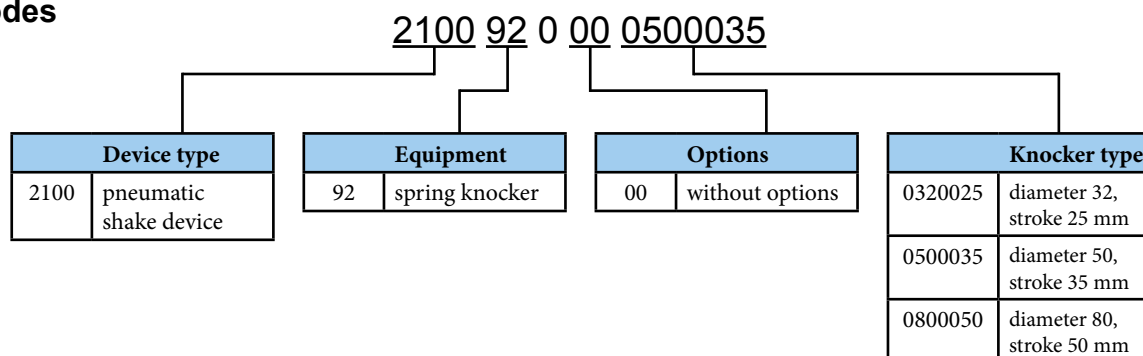 2100 92 0 00 0500035
Device type
2100 pneumatic
shake device
Equipment
92 spring knocker
Options
00 without options
Knocker type
0320025 diameter 32,
stroke 25 mm
0500035 diameter 50,
stroke 35 mm
0800050 diameter 80,
stroke 50 mm